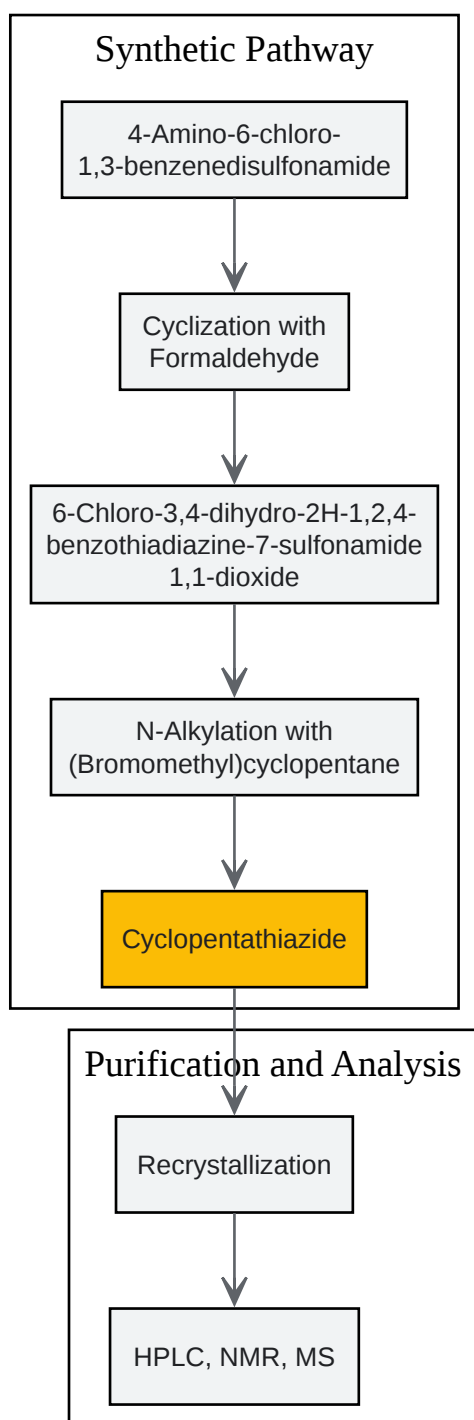 Synthetic Pathway
4-Amino-6-chloro-
1,3-benzenedisulfonamide
Cyclization with
Formaldehyde
6-Chloro-3,4-dihydro-2H-1,2,4-
benzothiadiazine-7-sulfonamide
1,1-dioxide
N-Alkylation with
(Bromomethyl)cyclopentane
Cyclopentathiazide
Purification and Analysis
Recrystallization
HPLC, NMR, MS